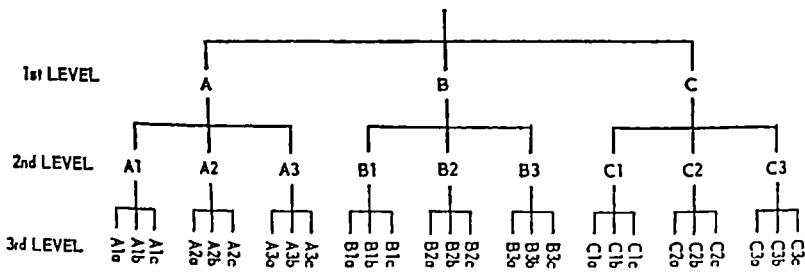 1st LEVEL A B C
2nd LEVEL A1 A2 A3 B1 B2 B3 C1 C2 C3
3rd LEVEL A1a A1b A1c A2a A2b A2c A3a A3b A3c B1a B1b B1c B2a B2b B2c B3a B3b B3c C1a C1b C1c C2a C2b C2c C3a C3b C3c